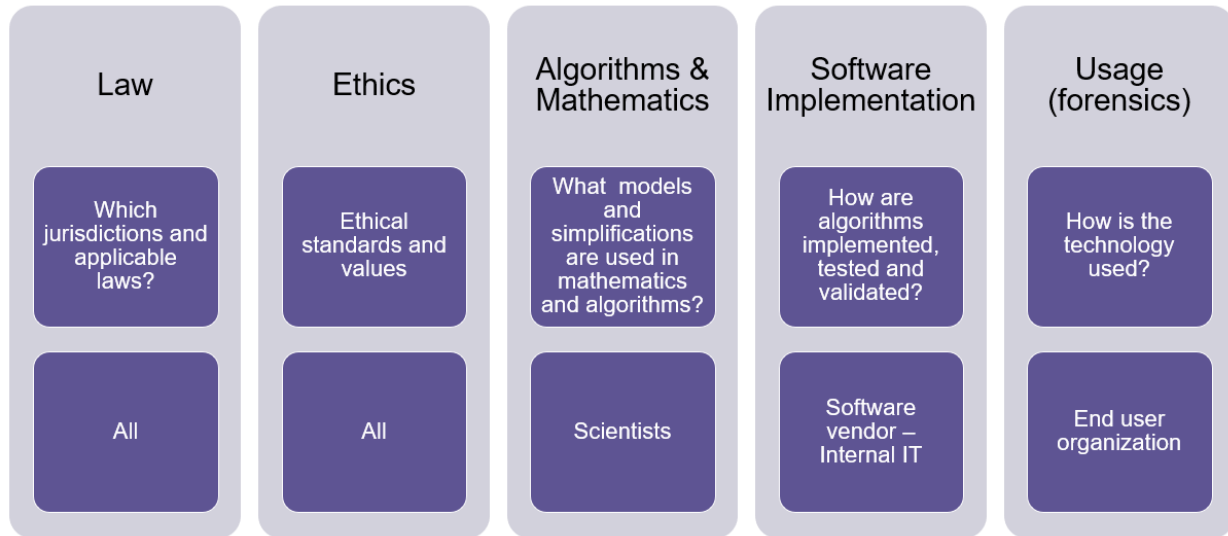 Law
Which
jurisdictions and
applicable
laws?
All
Ethics
Ethical
standards and
values
All
Algorithms &
Mathematics
What models
and
simplifications
are used in
mathematics
and algorithms?
Scientists
Software
Implementation
How are
algorithms
implemented,
tested and
validated?
Software
vendor –
Internal IT
Usage
(forensics)
How is the
technology
used?
End user
organization